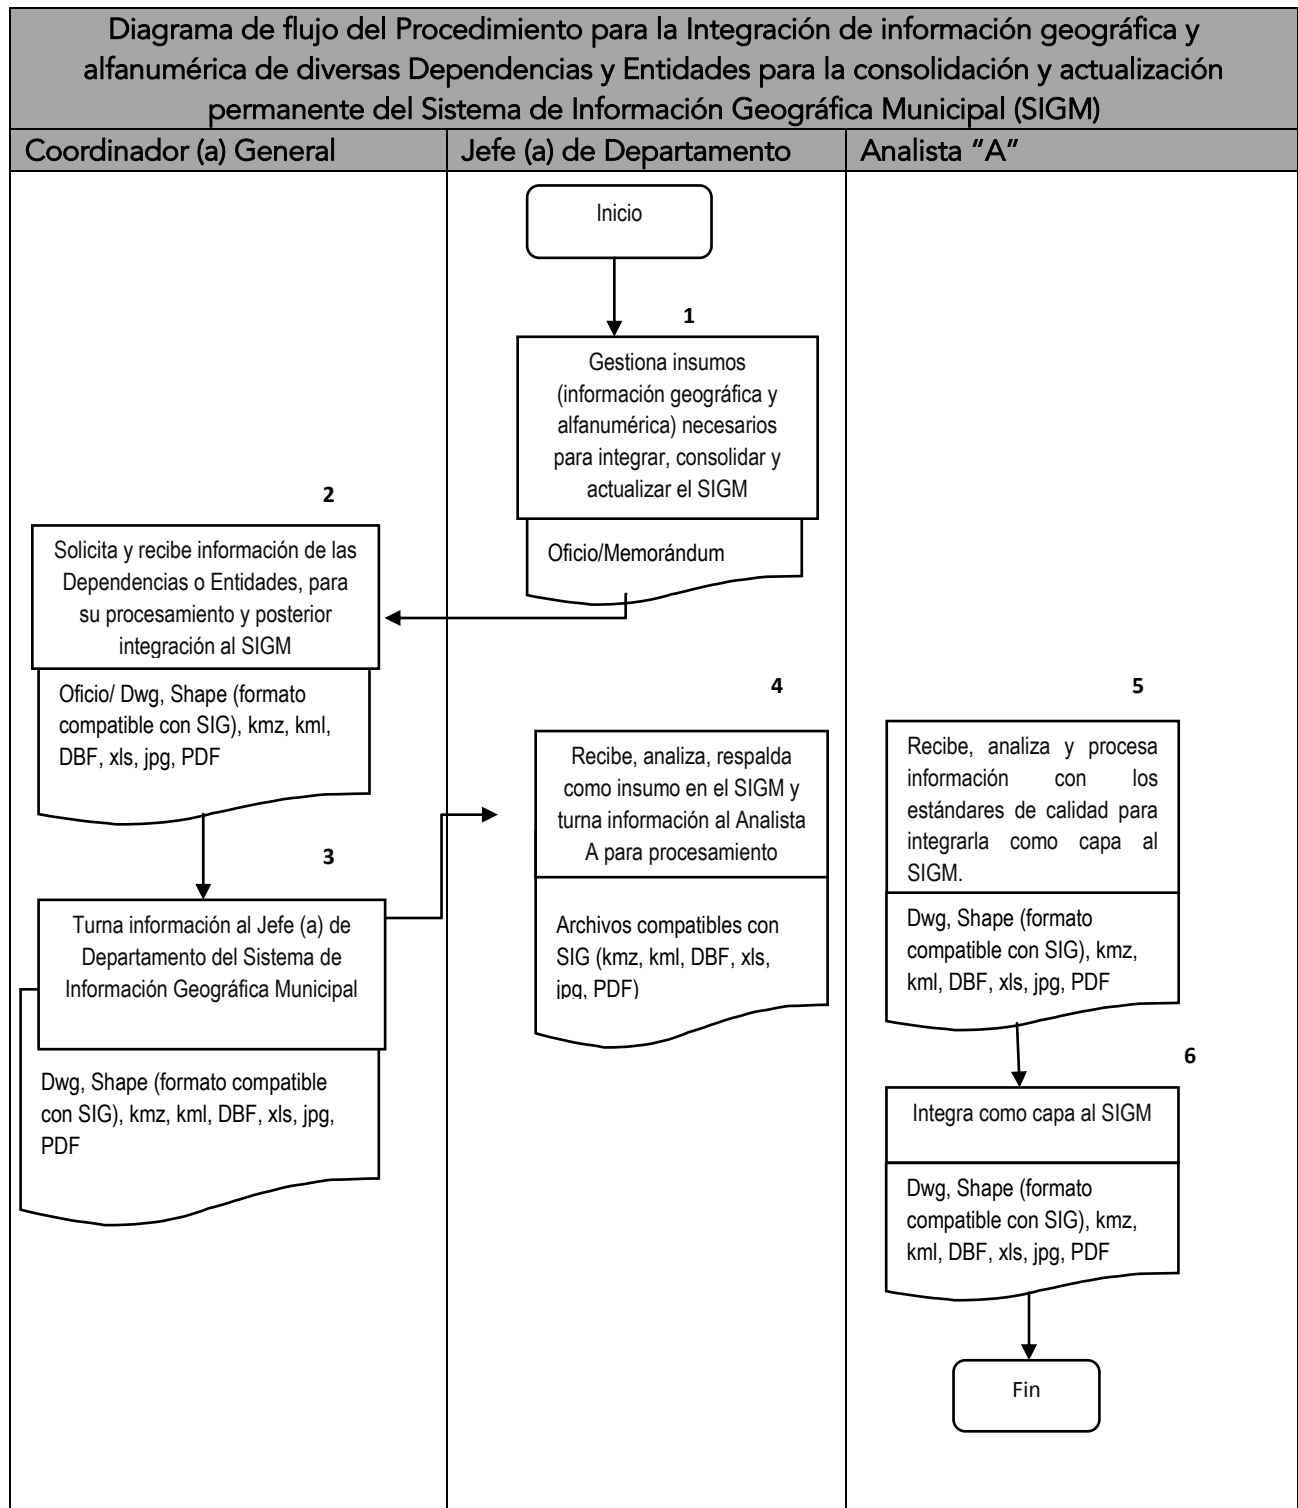 Diagrama de flujo del Procedimiento para la Integración de información geográfica y
alfanumérica de diversas Dependencias y Entidades para la consolidación y actualización
permanente del Sistema de Información Geográfica Municipal (SIGM)
Coordinador (a) General
Jefe (a) de Departamento
Analista "A"
Inicio
1
Gestiona insumos
(información geográfica y
alfanumérica) necesarios
para integrar, consolidar y
actualizar el SIGM
Oficio/Memorándum
2
Solicita y recibe información de las
Dependencias o Entidades, para
su procesamiento y posterior
integración al SIGM
Oficio/ Dwg, Shape (formato
compatible con SIG), kmz, kml,
DBF, xls, jpg, PDF
3
Turna información al Jefe (a) de
Departamento del Sistema de
Información Geográfica Municipal
Dwg, Shape (formato compatible
con SIG), kmz, kml, DBF, xls, jpg,
PDF
4
Recibe, analiza, respalda
como insumo en el SIGM y
turna información al Analista
A para procesamiento
Archivos compatibles con
SIG (kmz, kml, DBF, xls,
jpg, PDF)
5
Recibe, analiza y procesa
información con los
estándares de calidad para
integrarla como capa al
SIGM.
Dwg, Shape (formato
compatible con SIG), kmz,
kml, DBF, xls, jpg, PDF
6
Integra como capa al SIGM
Dwg, Shape (formato
compatible con SIG), kmz,
kml, DBF, xls, jpg, PDF
Fin